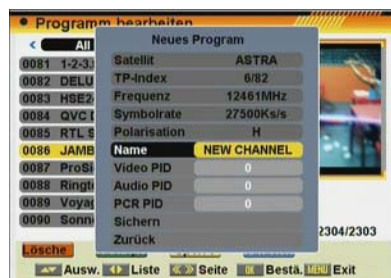 Programm bearbeiten
All
Neues Program
Satellit ASTRA
TP-Index 6/82
Frequenz 12461MHz
Symbolrate 27500Ks/s
Polarisation H
Name NEW CHANNEL
Video PID 0
Audio PID 0
PCR PID 0
Sichern
Zurück
0081 1-2-3.
0082 DELU
0083 HSE2
0084 QVC
0085 RTL S
0086 JAMB
0087 ProSi
0088 Ringt
0089 Voyag
0090 Sonn
2304/2303
Lösche
Ausw. Liste Seite OK Bestä. MENU Exit